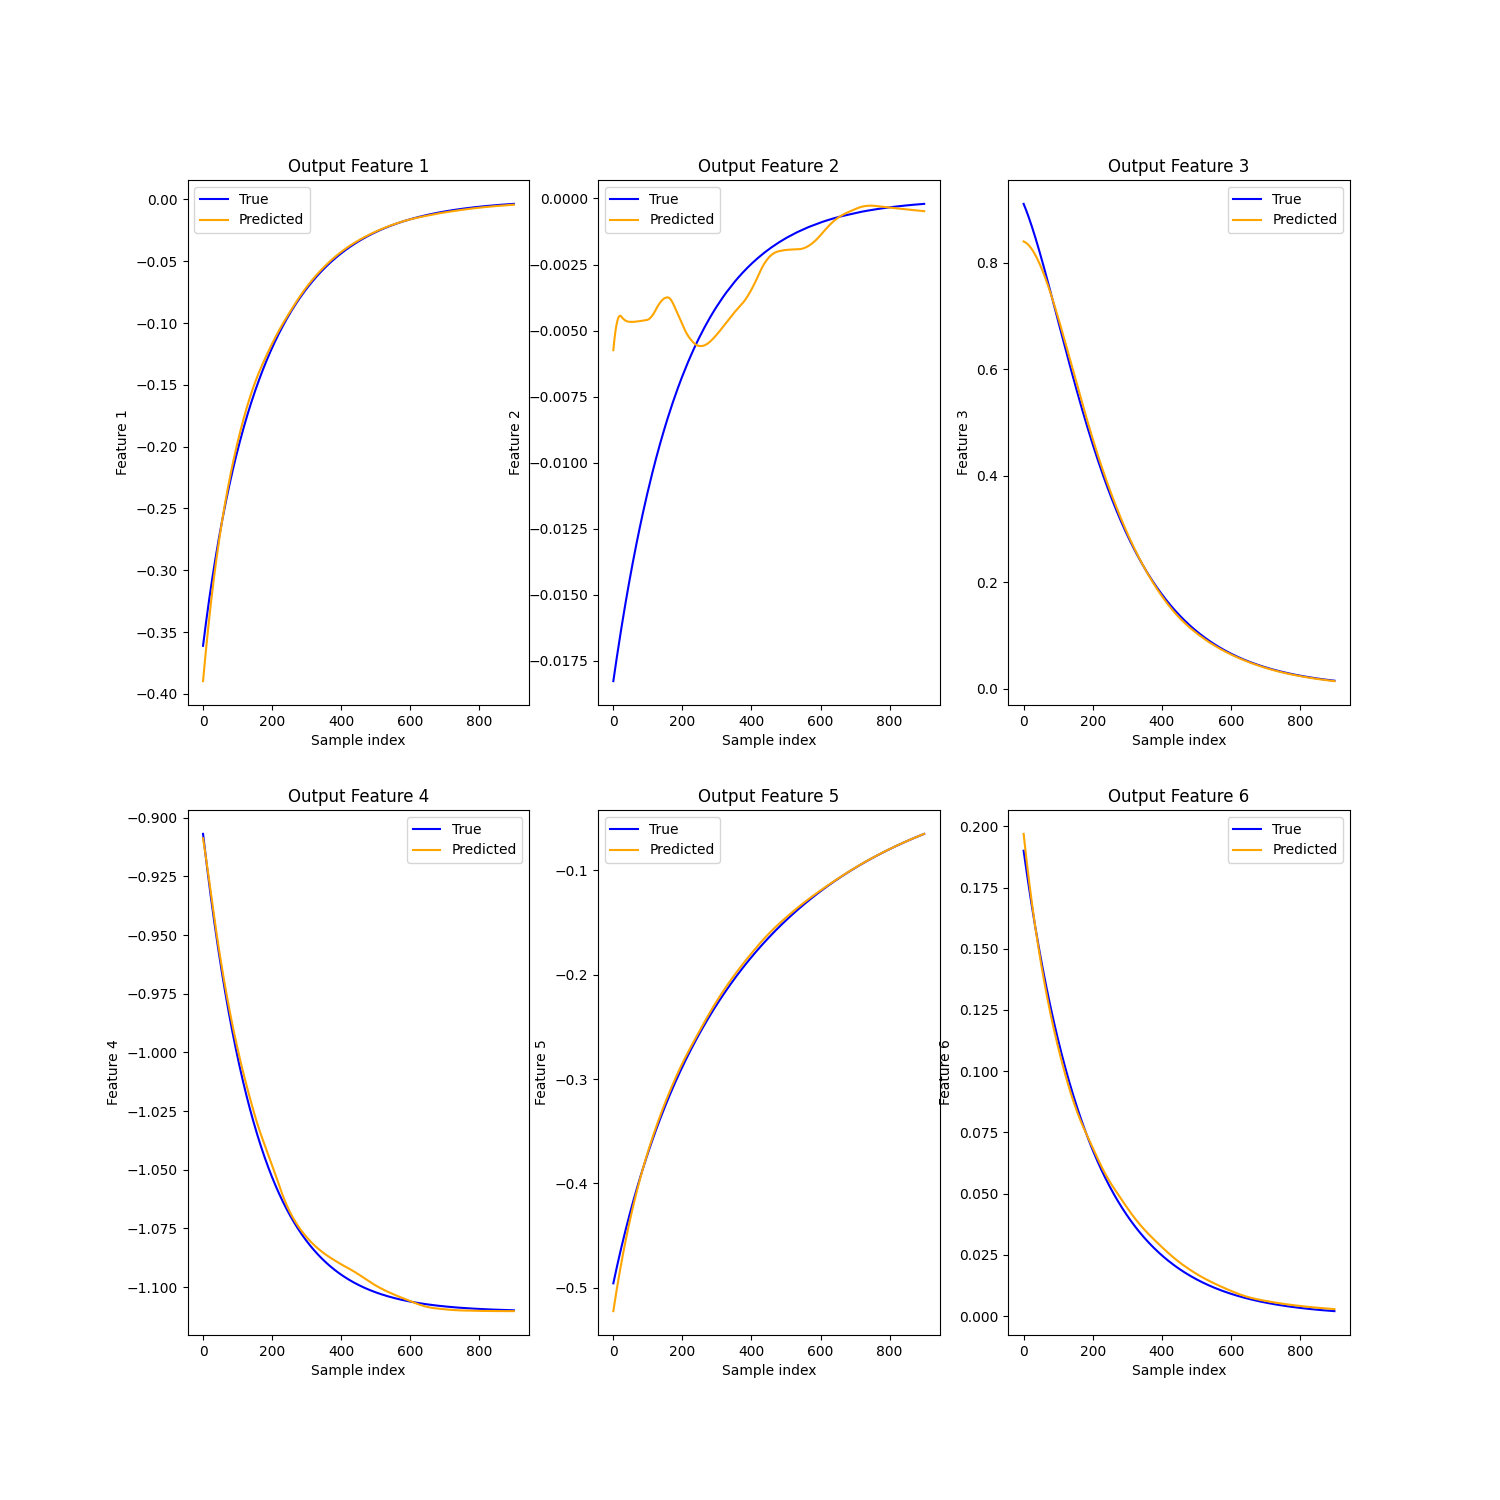 Output Feature 1
True
Predicted
0.00
−0.05
−0.10
−0.15
−0.20
−0.25
−0.30
−0.35
−0.40
Feature 1
0 200 400 600 800
Sample index
Output Feature 2
True
Predicted
0.0000
−0.0025
−0.0050
−0.0075
−0.0100
−0.0125
−0.0150
−0.0175
Feature 2
0 200 400 600 800
Sample index
Output Feature 3
True
Predicted
0.8
0.6
0.4
0.2
0.0
Feature 3
0 200 400 600 800
Sample index
Output Feature 4
True
Predicted
−0.900
−0.925
−0.950
−0.975
−1.000
−1.025
−1.050
−1.075
−1.100
Feature 4
0 200 400 600 800
Sample index
Output Feature 5
True
Predicted
−0.1
−0.2
−0.3
−0.4
−0.5
Feature 5
0 200 400 600 800
Sample index
Output Feature 6
True
Predicted
0.200
0.175
0.150
0.125
0.100
0.075
0.050
0.025
0.000
Feature 6
0 200 400 600 800
Sample index